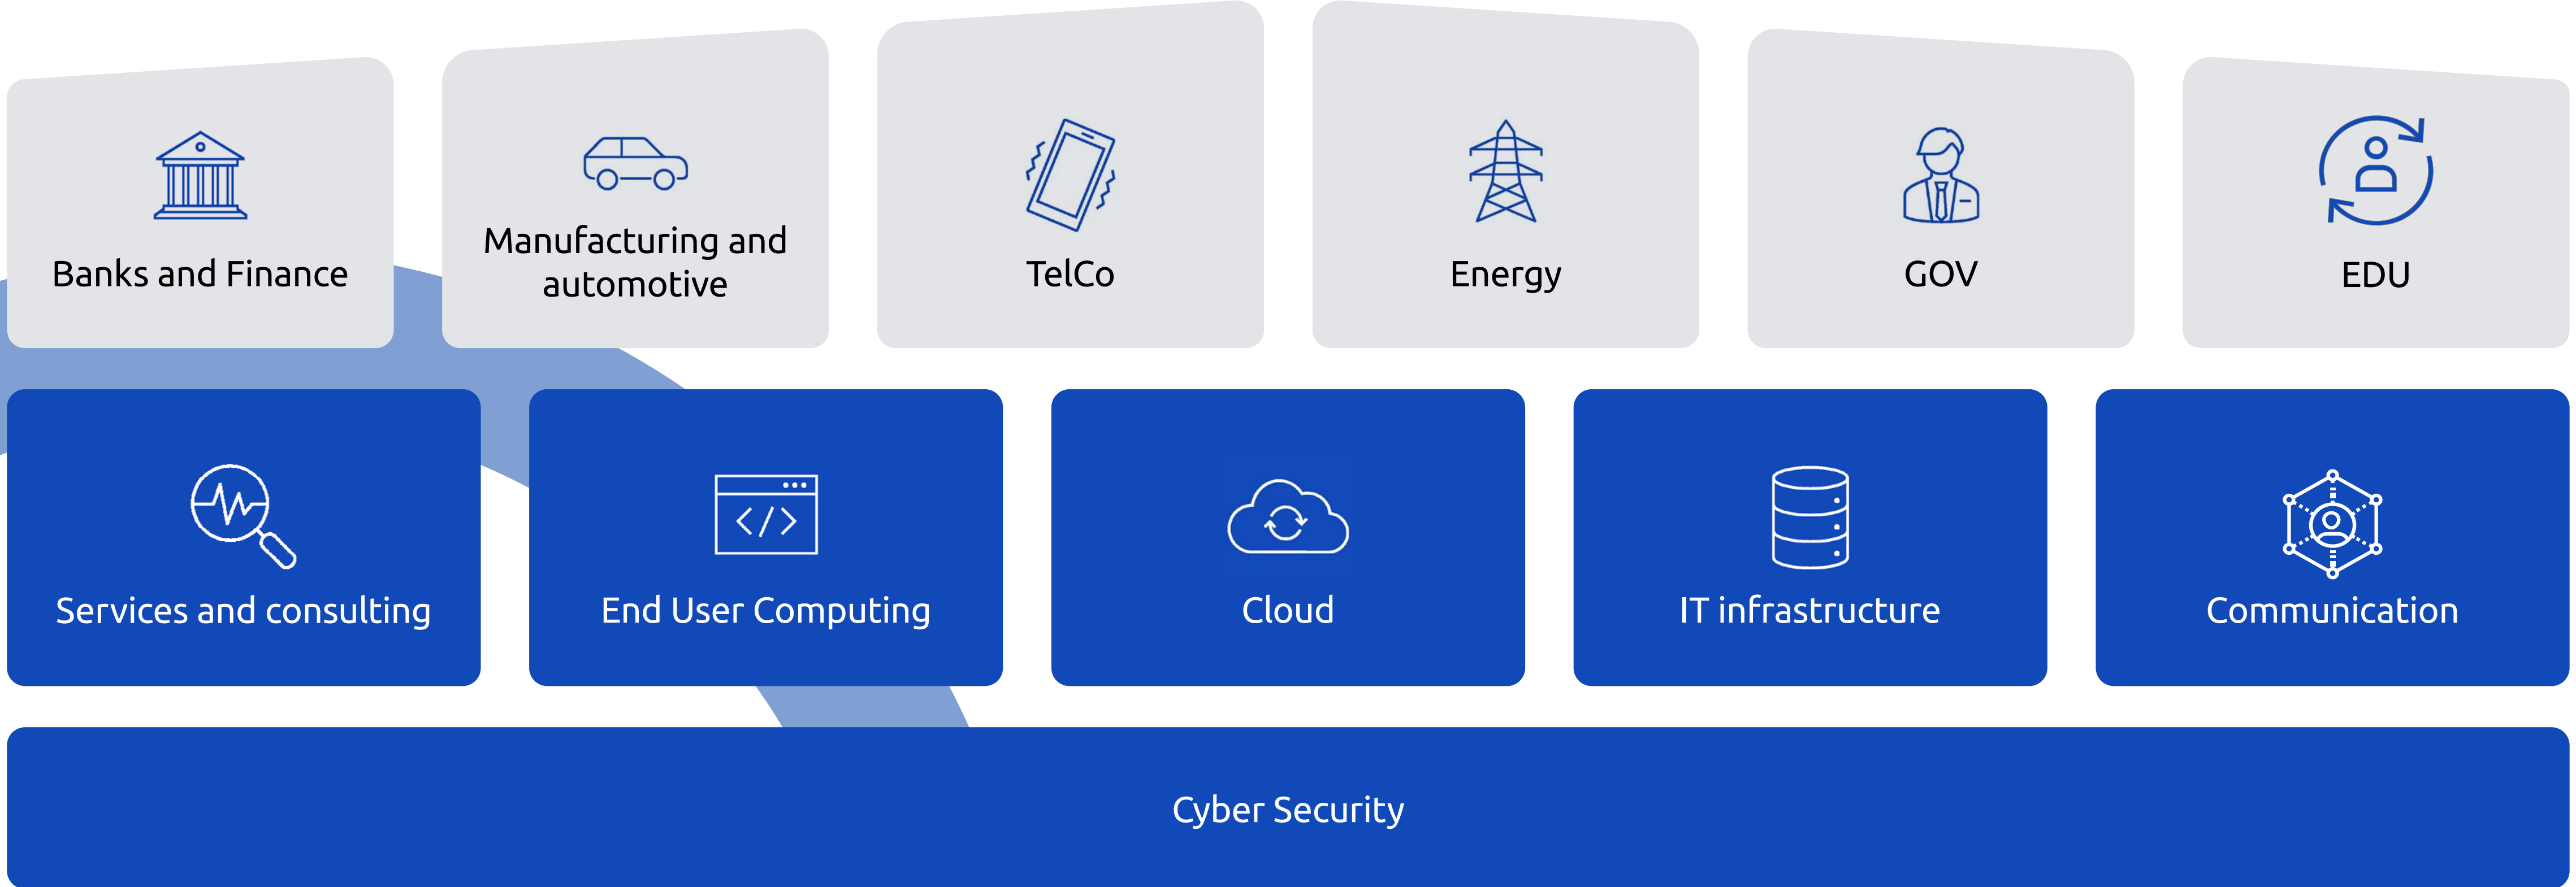 Banks and Finance
Manufacturing and
automotive
TelCo
Energy
GOV
EDU
Services and consulting
End User Computing
Cloud
IT infrastructure
Communication
Cyber Security